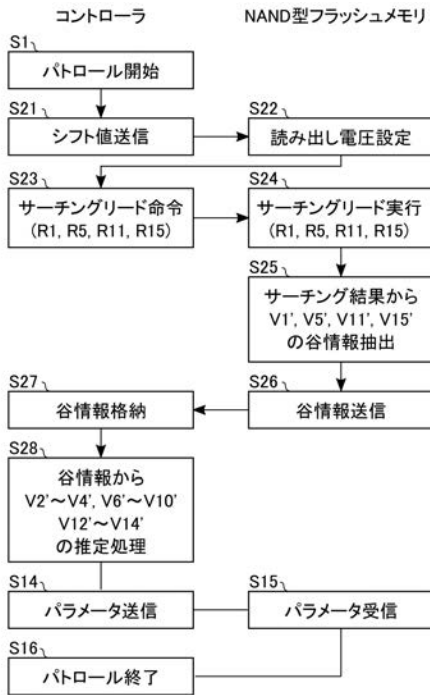 コントローラ
NAND型フラッシュメモリ
S1
パトロール開始
S21
シフト値送信
S22
読み出し電圧設定
S23
サーチングリード命令
(R1, R5, R11, R15)
S24
サーチングリード実行
(R1, R5, R11, R15)
S25
サーチング結果から
V1', V5', V11', V15'
の谷情報抽出
S26
谷情報送信
S27
谷情報格納
S28
谷情報から
V2'~V4', V6'~V10'
V12'~V14'
の推定処理
S14
パラメータ送信
S15
パラメータ受信
S16
パトロール終了